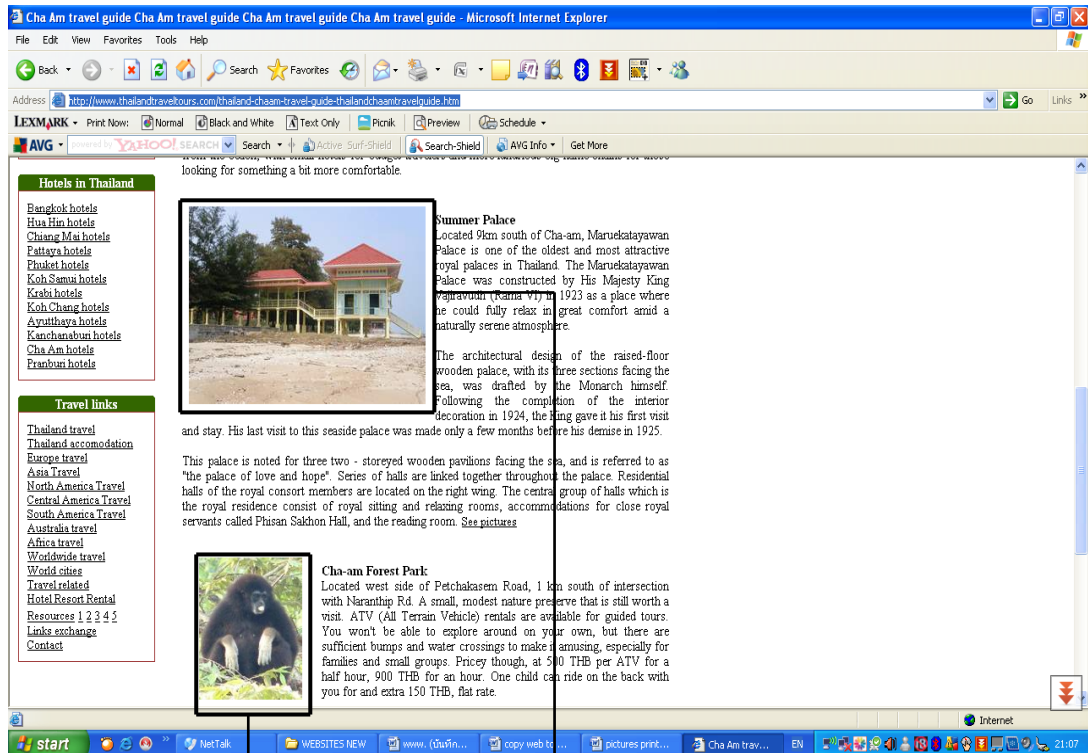 Cha Am travel guide Cha Am travel guide Cha Am travel guide Cha Am travel guide - Microsoft Internet Explorer
File Edit View Favorites Tools Help
Back Search Favorites
Address http://www.thailandtraveltours.com/thailand-chaam-travel-guide-thailandchaamtravelguide.htm Go Links »
LEXMARK Print Now: Normal Black and White Text Only Picnik Preview Schedule
AVG powered by YAHOO! SEARCH Search Active Surf-Shield Search-Shield AVG Info Get More
looking for something a bit more comfortable.
Hotels in Thailand
Bangkok hotels
Hua Hin hotels
Chiang Mai hotels
Pattaya hotels
Phuket hotels
Koh Samui hotels
Krabi hotels
Koh Chang hotels
Ayutthaya hotels
Kanchanaburi hotels
Cha Am hotels
Pranburi hotels
Travel links
Thailand travel
Thailand accomodation
Europe travel
Asia Travel
North America Travel
Central America Travel
South America Travel
Australia travel
Africa travel
Worldwide travel
World cities
Travel related
Hotel Resort Rental
Resources 1 2 3 4 5
Links exchange
Contact
Summer Palace
Located 9km south of Cha-am, Maruekatayawan
Palace is one of the oldest and most attractive
royal palaces in Thailand. The Maruekatayawan
Palace was constructed by His Majesty King
Vajiravudh (Rama VI) in 1923 as a place where
he could fully relax in great comfort amid a
naturally serene atmosphere.
The architectural design of the raised-floor
wooden palace, with its three sections facing the
sea, was drafted by the Monarch himself.
Following the completion of the interior
decoration in 1924, the King gave it his first visit
and stay. His last visit to this seaside palace was made only a few months before his demise in 1925.
This palace is noted for three two - storeyed wooden pavilions facing the sea, and is referred to as
"the palace of love and hope". Series of halls are linked together throughout the palace. Residential
halls of the royal consort members are located on the right wing. The central group of halls which is
the royal residence consist of royal sitting and relaxing rooms, accommodations for close royal
servants called Phisan Sakhon Hall, and the reading room. See pictures
Cha-am Forest Park
Located west side of Petchakasem Road, 1 km south of intersection
with Naranthip Rd. A small, modest nature preserve that is still worth a
visit. ATV (All Terrain Vehicle) rentals are available for guided tours.
You won't be able to explore around on your own, but there are
sufficient bumps and water crossings to make it amusing, especially for
families and small groups. Pricey though, at 500 THB per ATV for a
half hour, 900 THB for an hour. One child can ride on the back with
you for and extra 150 THB, flat rate.
Internet
start » NetTalk WEBSITES NEW www. (บันทึก... copy web to ... pictures print... Cha Am trav... EN 21:07